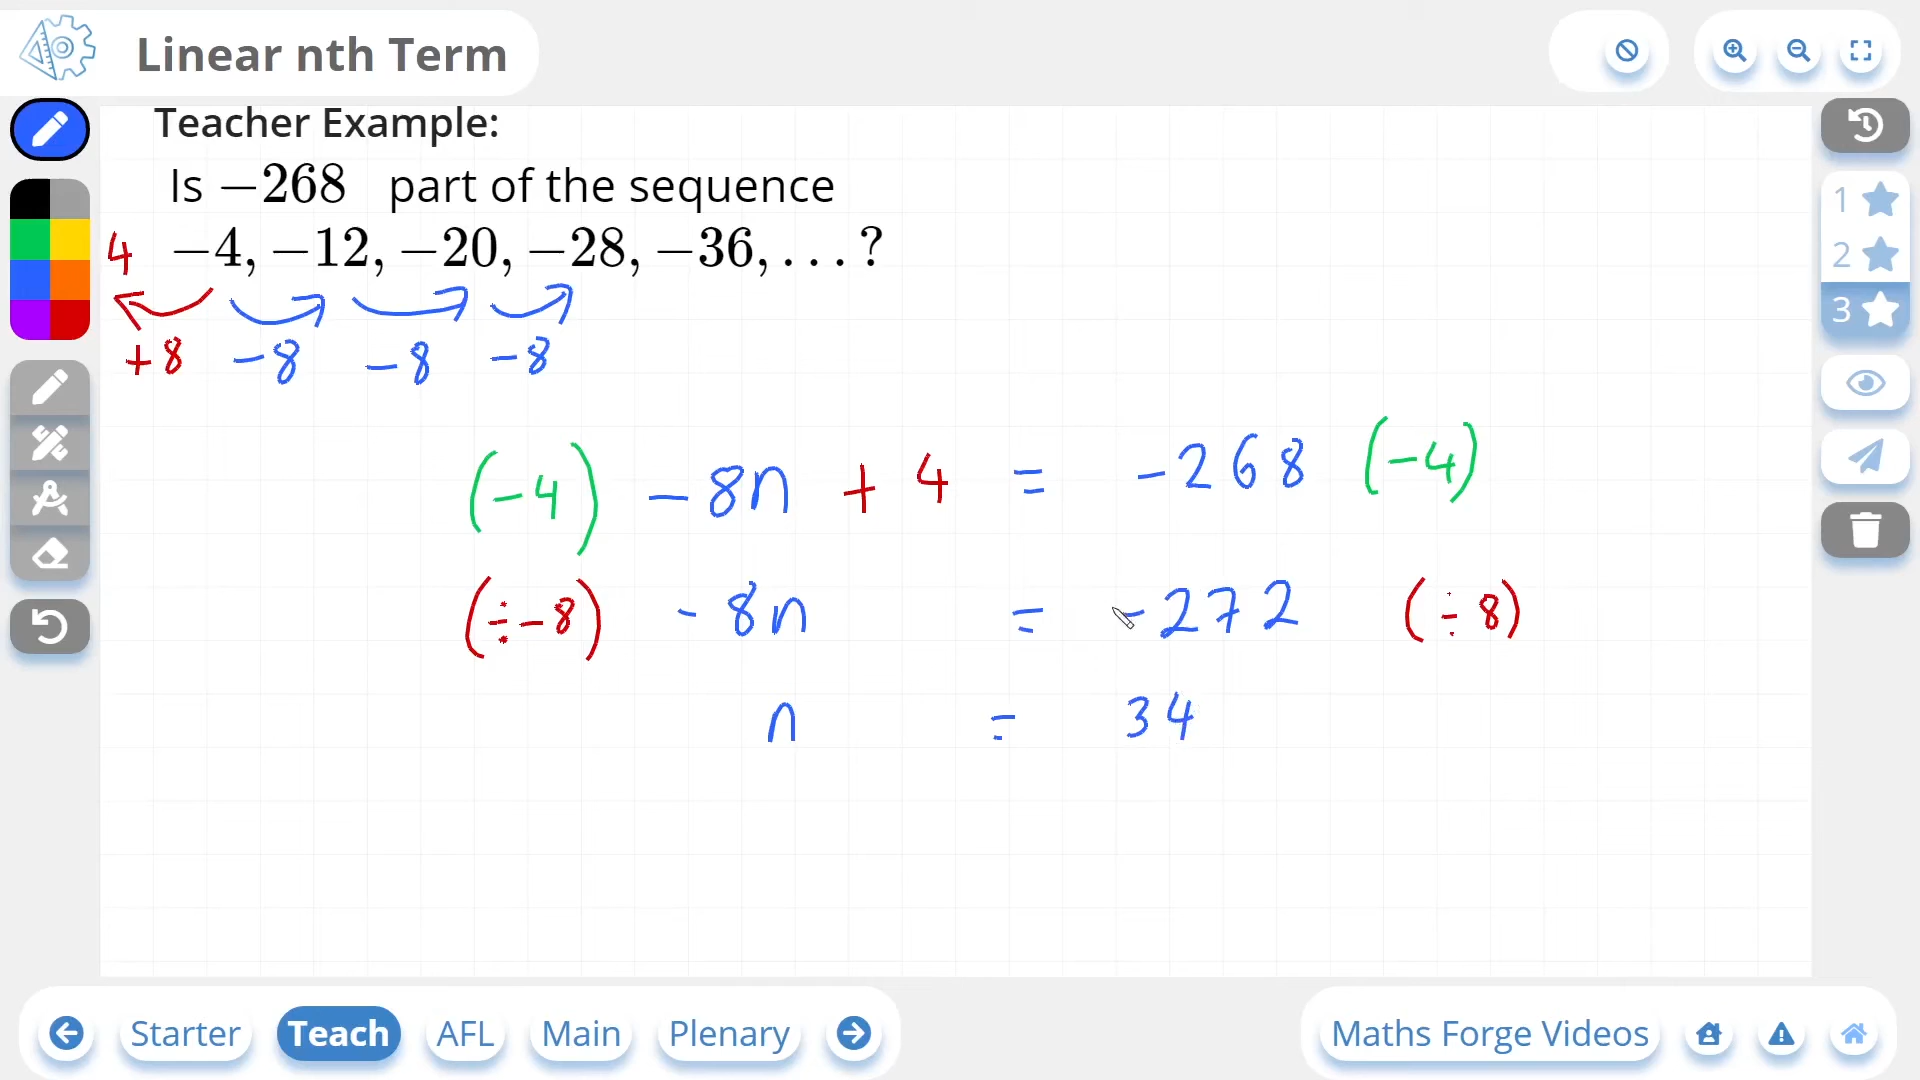 Linear nth Term
Teacher Example:
Is −268 part of the sequence
4 −4, −12, −20, −28, −36, …?
+8 −8 −8 −8
(−4) −8n + 4 = −268 (−4)
(÷−8) −8n = −272 (÷8)
n = 34
1
2
3
Starter Teach AFL Main Plenary Maths Forge Videos